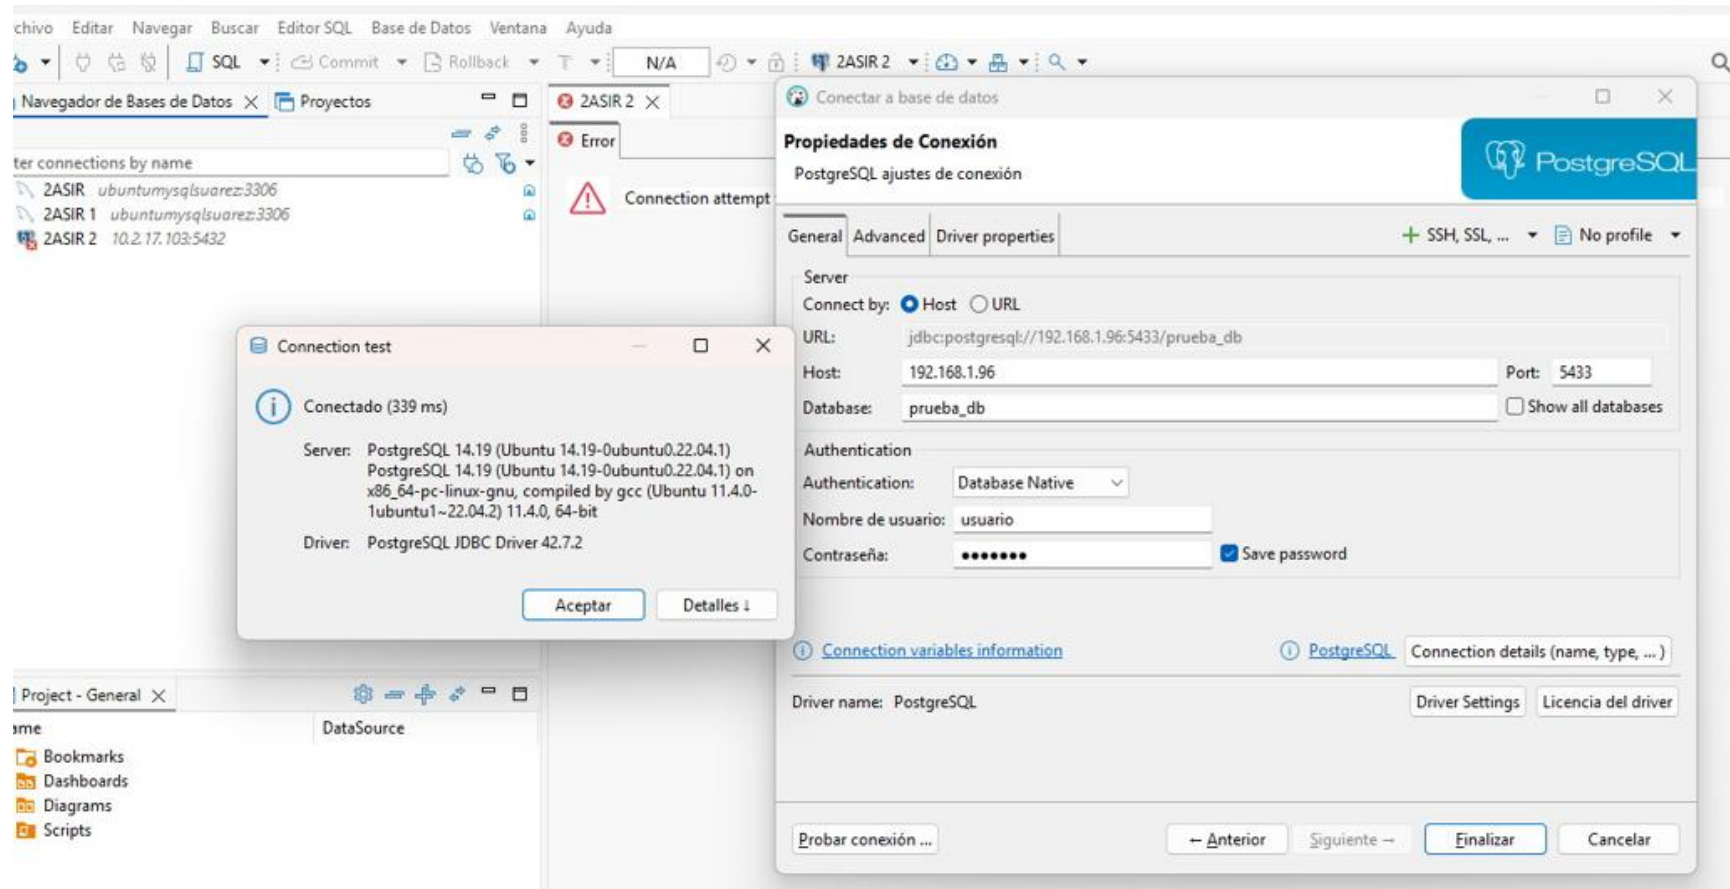 chivo Editar Navegar Buscar Editor SQL Base de Datos Ventana Ayuda
SQL Commit Rollback T N/A 2ASIR 2
Navegador de Bases de Datos Proyectos
ter connections by name
2ASIR ubuntumysqlsuarez:3306
2ASIR 1 ubuntumysqlsuarez:3306
2ASIR 2 10.2.17.103:5432
2ASIR 2
Error
Connection attempt
Conectar a base de datos
Propiedades de Conexión
PostgreSQL ajustes de conexión
PostgreSQL
General Advanced Driver properties
SSH, SSL, ... No profile
Server
Connect by: Host URL
URL: jdbc:postgresql://192.168.1.96:5433/prueba_db
Host: 192.168.1.96 Port: 5433
Database: prueba_db Show all databases
Authentication
Authentication: Database Native
Nombre de usuario: usuario
Contraseña: ••••••• Save password
Connection variables information PostgreSQL Connection details (name, type, ... )
Driver name: PostgreSQL Driver Settings Licencia del driver
Probar conexión ... ← Anterior Siguiente → Finalizar Cancelar
Connection test
Conectado (339 ms)
Server: PostgreSQL 14.19 (Ubuntu 14.19-0ubuntu0.22.04.1)
PostgreSQL 14.19 (Ubuntu 14.19-0ubuntu0.22.04.1) on
x86_64-pc-linux-gnu, compiled by gcc (Ubuntu 11.4.0-
1ubuntu1~22.04.2) 11.4.0, 64-bit
Driver: PostgreSQL JDBC Driver 42.7.2
Aceptar Detalles ↓
Project - General
ame DataSource
Bookmarks
Dashboards
Diagrams
Scripts